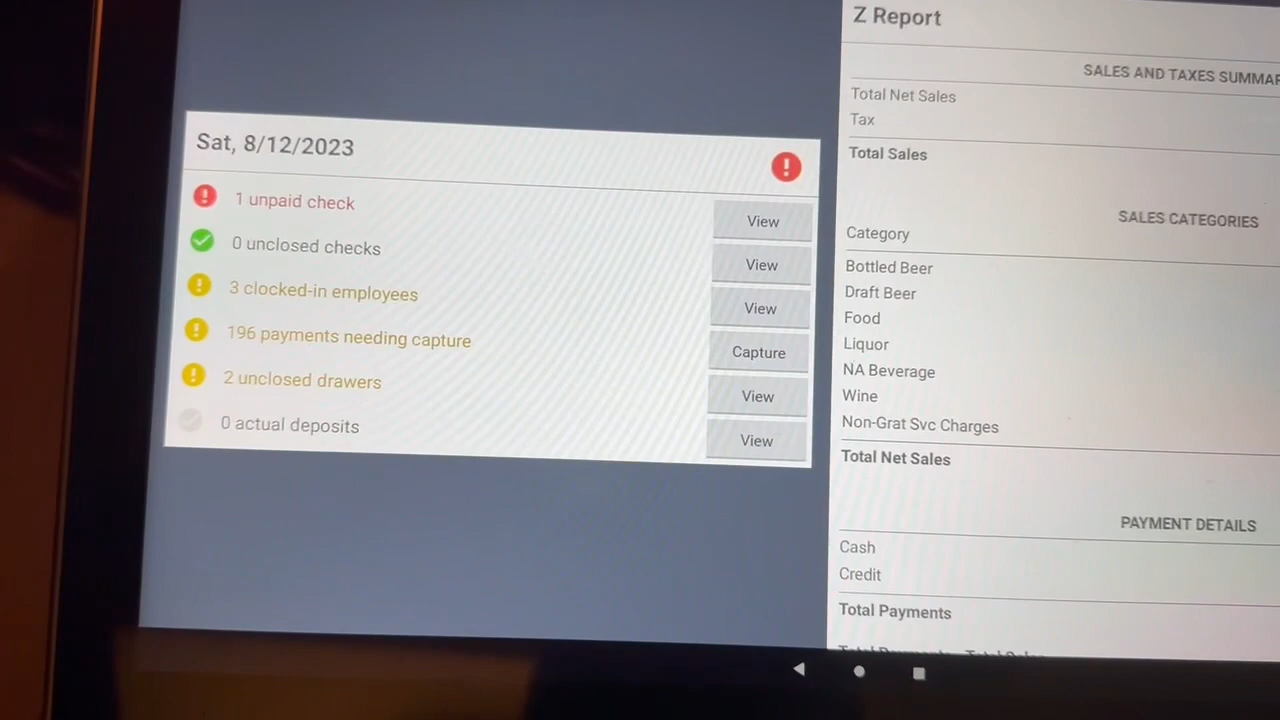 Sat, 8/12/2023
1 unpaid check
View
0 unclosed checks
View
3 clocked-in employees
View
196 payments needing capture
Capture
2 unclosed drawers
View
0 actual deposits
View
Z Report
SALES AND TAXES SUMMAR
Total Net Sales
Tax
Total Sales
SALES CATEGORIES
Category
Bottled Beer
Draft Beer
Food
Liquor
NA Beverage
Wine
Non-Grat Svc Charges
Total Net Sales
PAYMENT DETAILS
Cash
Credit
Total Payments